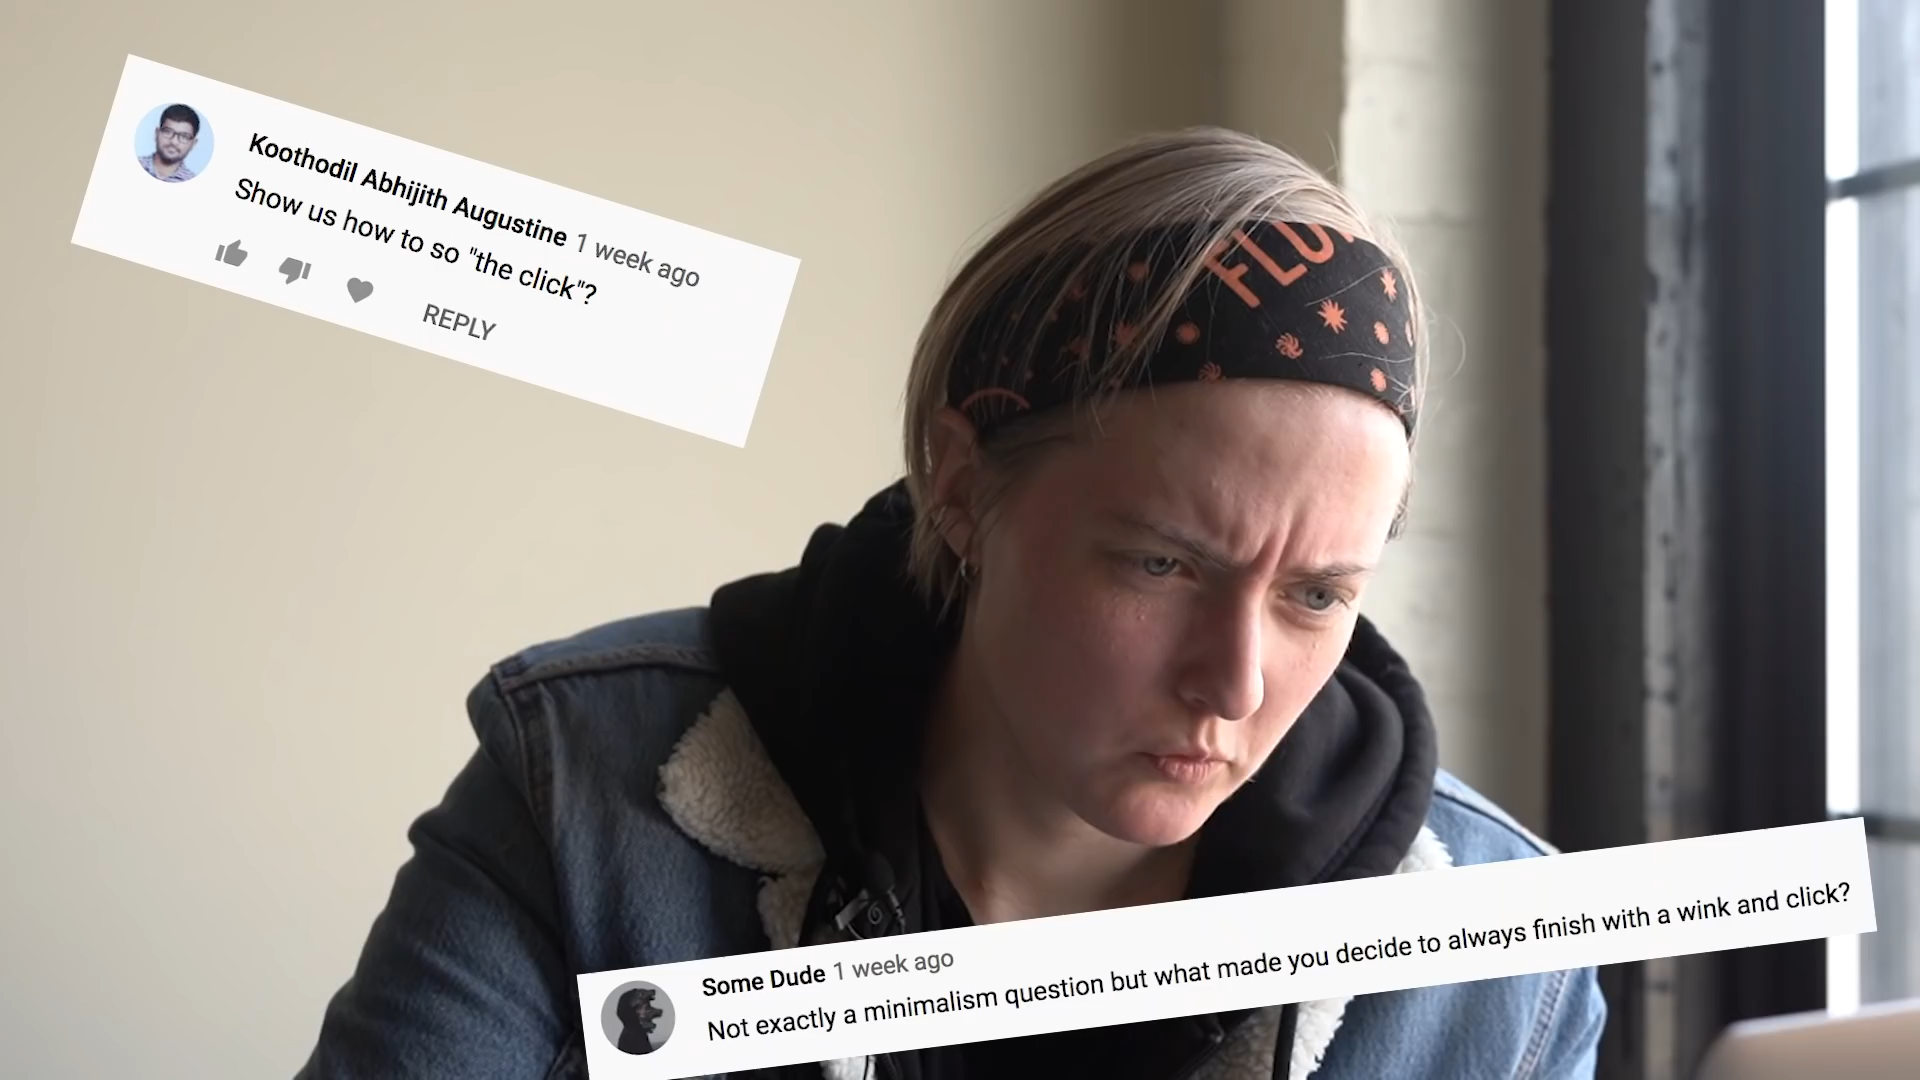 Koothodil Abhijith Augustine 1 week ago
Show us how to so "the click"?
REPLY
Some Dude 1 week ago
Not exactly a minimalism question but what made you decide to always finish with a wink and click?